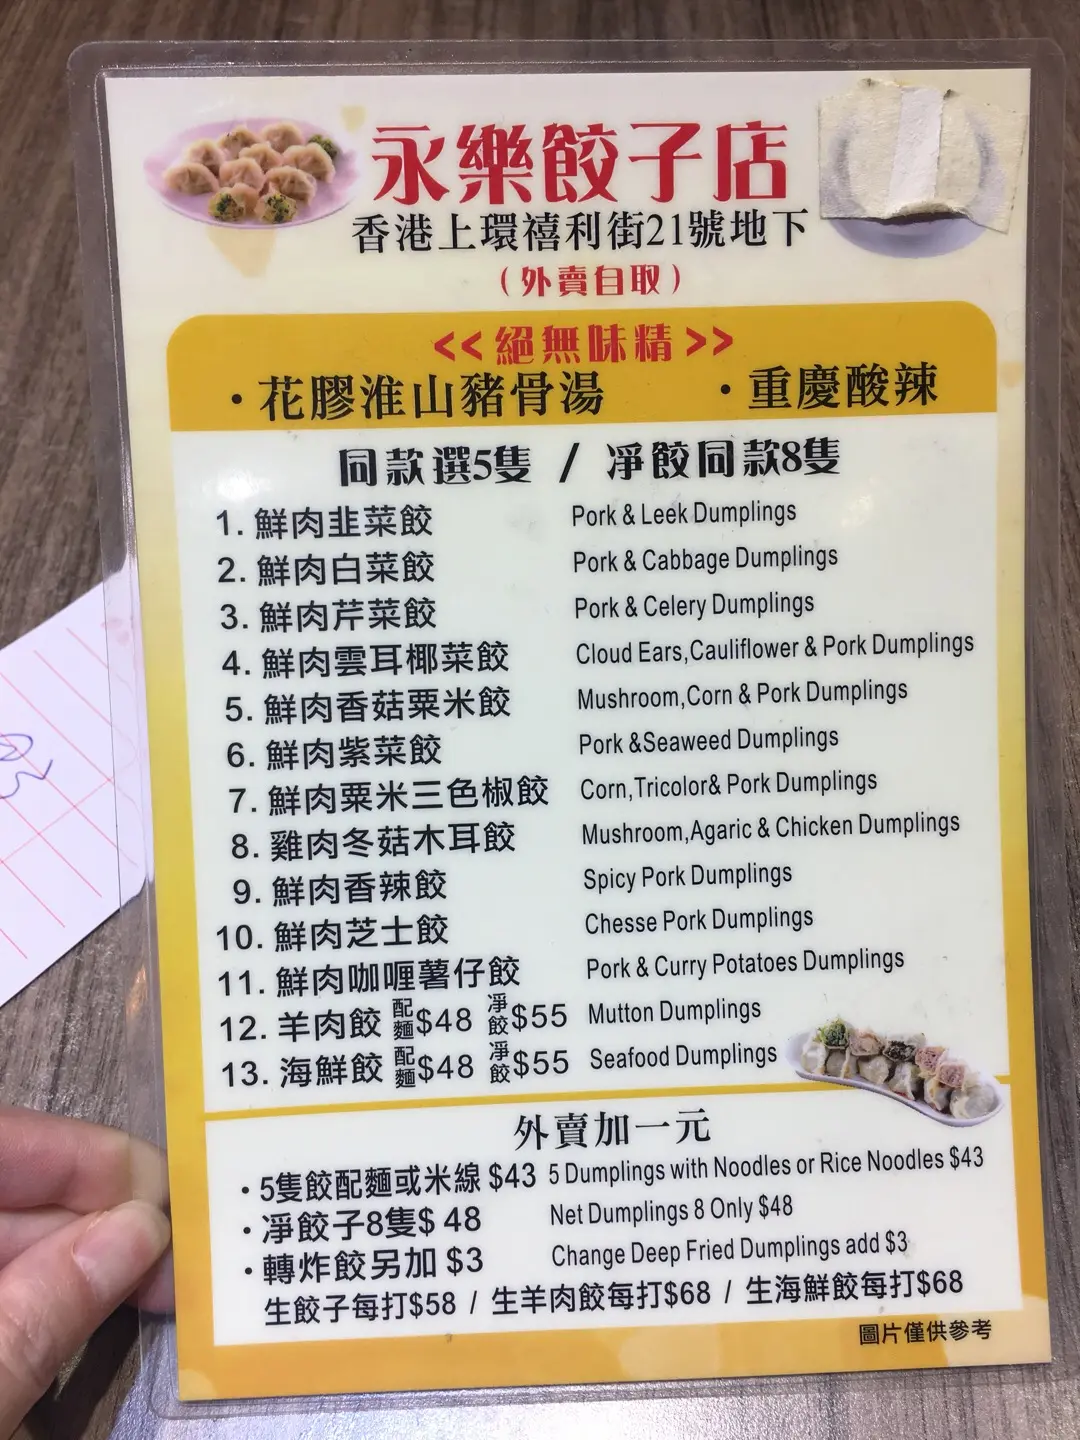 永樂餃子店
香港上環禧利街21號地下
(外賣自取)
<<絕無味精>>
·花膠淮山豬骨湯 ·重慶酸辣
同款選5隻 / 凈餃同款8隻
1. 鮮肉韭菜餃 Pork & Leek Dumplings
2. 鮮肉白菜餃 Pork & Cabbage Dumplings
3. 鮮肉芹菜餃 Pork & Celery Dumplings
4. 鮮肉雲耳椰菜餃 Cloud Ears,Cauliflower & Pork Dumplings
5. 鮮肉香菇粟米餃 Mushroom,Corn & Pork Dumplings
6. 鮮肉紫菜餃 Pork &Seaweed Dumplings
7. 鮮肉粟米三色椒餃 Corn,Tricolor& Pork Dumplings
8. 雞肉冬菇木耳餃 Mushroom,Agaric & Chicken Dumplings
9. 鮮肉香辣餃 Spicy Pork Dumplings
10. 鮮肉芝士餃 Chesse Pork Dumplings
11. 鮮肉咖喱薯仔餃 Pork & Curry Potatoes Dumplings
12. 羊肉餃 配麵$48 凈餃$55 Mutton Dumplings
13. 海鮮餃 配麵$48 凈餃$55 Seafood Dumplings
外賣加一元
·5隻餃配麵或米線 $43 5 Dumplings with Noodles or Rice Noodles $43
·凈餃子8隻$ 48 Net Dumplings 8 Only $48
·轉炸餃另加 $3 Change Deep Fried Dumplings add $3
生餃子每打$58 / 生羊肉餃每打$68 / 生海鮮餃每打$68
圖片僅供參考